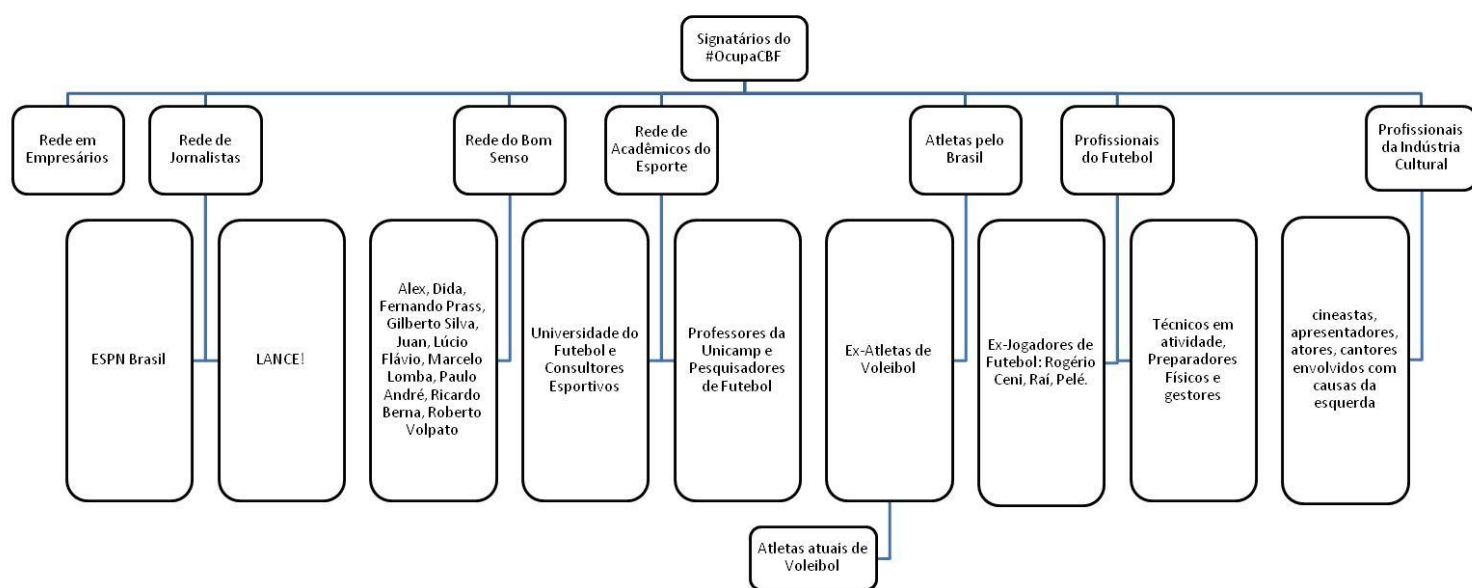 Signatários do
#OcupaCBF
Rede em
Empresários
Rede de
Jornalistas
Rede do Bom
Senso
Rede de
Acadêmicos do
Esporte
Atletas pelo
Brasil
Profissionais
do Futebol
Profissionais
da Indústria
Cultural
ESPN Brasil
LANCE!
Alex, Dida,
Fernando Prass,
Gilberto Silva,
Juan, Lúcio
Flávio, Marcelo
Lomba, Paulo
André, Ricardo
Berna, Roberto
Volpato
Universidade do
Futebol e
Consultores
Esportivos
Professores da
Unicamp e
Pesquisadores
de Futebol
Ex-Atletas de
Voleibol
Ex-Jogadores de
Futebol: Rogério
Ceni, Raí, Pelé.
Técnicos em
atividade,
Preparadores
Físicos e
gestores
cineastas,
apresentadores,
atores, cantores
envolvidos com
causas da
esquerda
Atletas atuais de
Voleibol